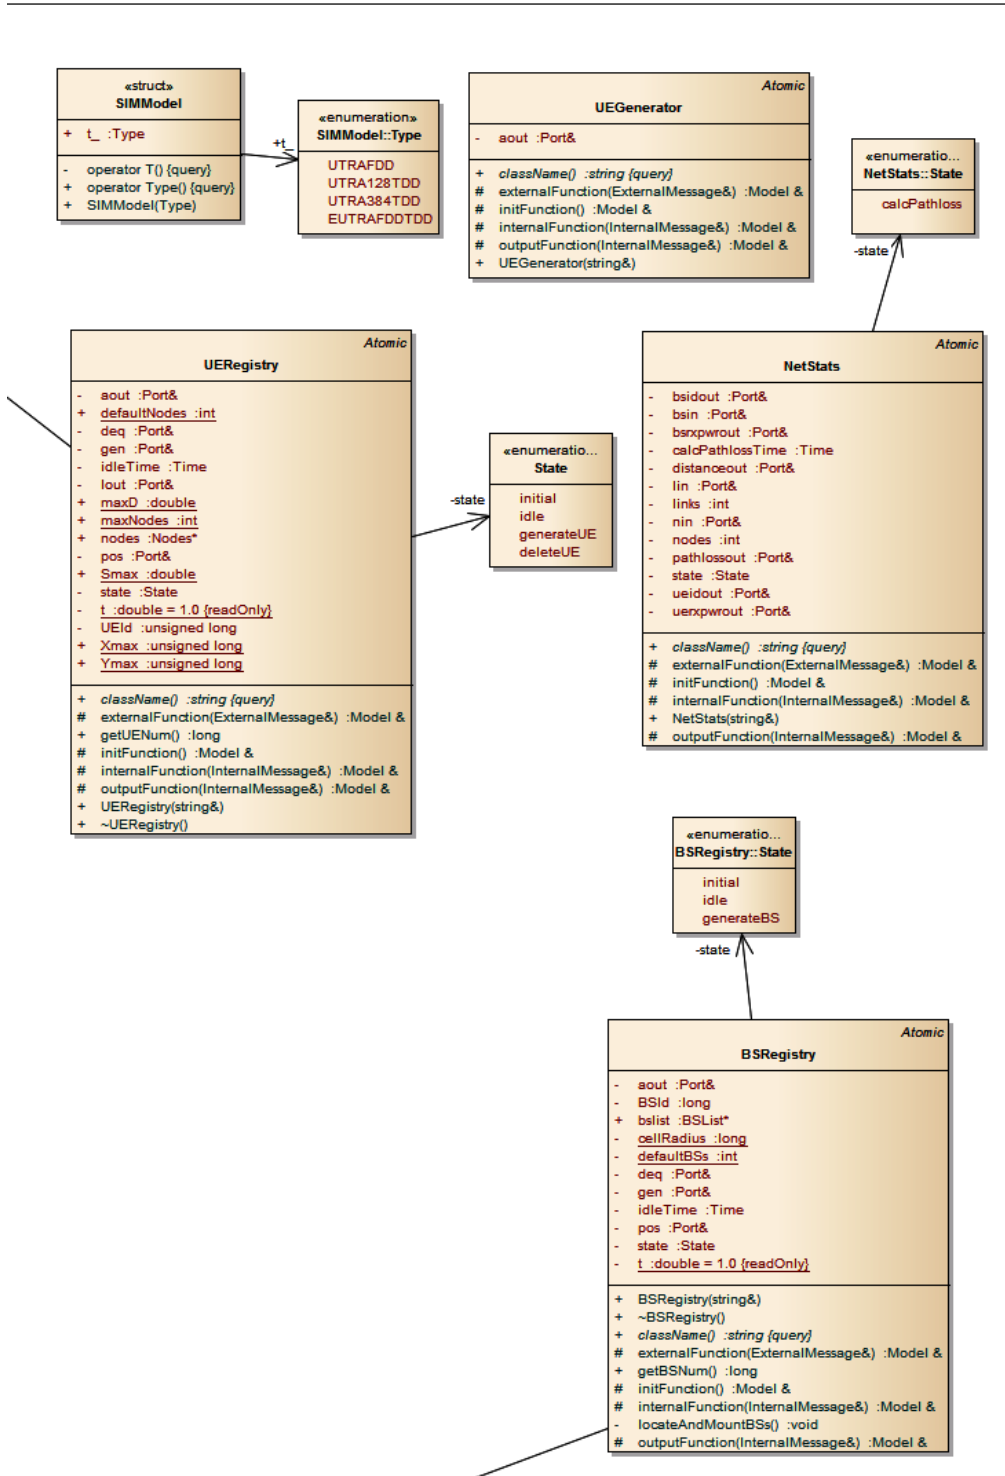 «struct»
SIMModel
+ t_ :Type
- operator T() {query}
+ operator Type() {query}
+ SIMModel(Type)
+t_
«enumeration»
SIMModel::Type
UTRAFDD
UTRA128TDD
UTRA384TDD
EUTRAFDDTDD
Atomic
UEGenerator
- aout :Port&
+ className() :string {query}
# externalFunction(ExternalMessage&) :Model &
# initFunction() :Model &
# internalFunction(InternalMessage&) :Model &
# outputFunction(InternalMessage&) :Model &
+ UEGenerator(string&)
«enumeratio...
NetStats::State
calcPathloss
-state
Atomic
UERegistry
- aout :Port&
+ defaultNodes :int
- deq :Port&
- gen :Port&
- idleTime :Time
- lout :Port&
+ maxD :double
+ maxNodes :int
+ nodes :Nodes*
- pos :Port&
+ Smax :double
- state :State
- t :double = 1.0 {readOnly}
- UEId :unsigned long
+ Xmax :unsigned long
+ Ymax :unsigned long
+ className() :string {query}
# externalFunction(ExternalMessage&) :Model &
+ getUENum() :long
# initFunction() :Model &
# internalFunction(InternalMessage&) :Model &
# outputFunction(InternalMessage&) :Model &
+ UERegistry(string&)
+ ~UERegistry()
-state
«enumeratio...
State
initial
idle
generateUE
deleteUE
Atomic
NetStats
- bsidout :Port&
- bsin :Port&
- bsrxpwrout :Port&
- calcPathlossTime :Time
- distanceout :Port&
- lin :Port&
- links :int
- nin :Port&
- nodes :int
- pathlossout :Port&
- state :State
- ueidout :Port&
- uerxpwrout :Port&
+ className() :string {query}
# externalFunction(ExternalMessage&) :Model &
# initFunction() :Model &
# internalFunction(InternalMessage&) :Model &
+ NetStats(string&)
# outputFunction(InternalMessage&) :Model &
«enumeratio...
BSRegistry::State
initial
idle
generateBS
-state
Atomic
BSRegistry
- aout :Port&
- BSId :long
+ bslist :BSList*
- cellRadius :long
- defaultBSs :int
- deq :Port&
- gen :Port&
- idleTime :Time
- pos :Port&
- state :State
- t :double = 1.0 {readOnly}
+ BSRegistry(string&)
+ ~BSRegistry()
+ className() :string {query}
# externalFunction(ExternalMessage&) :Model &
+ getBSNum() :long
# initFunction() :Model &
# internalFunction(InternalMessage&) :Model &
- locateAndMountBSs() :void
# outputFunction(InternalMessage&) :Model &